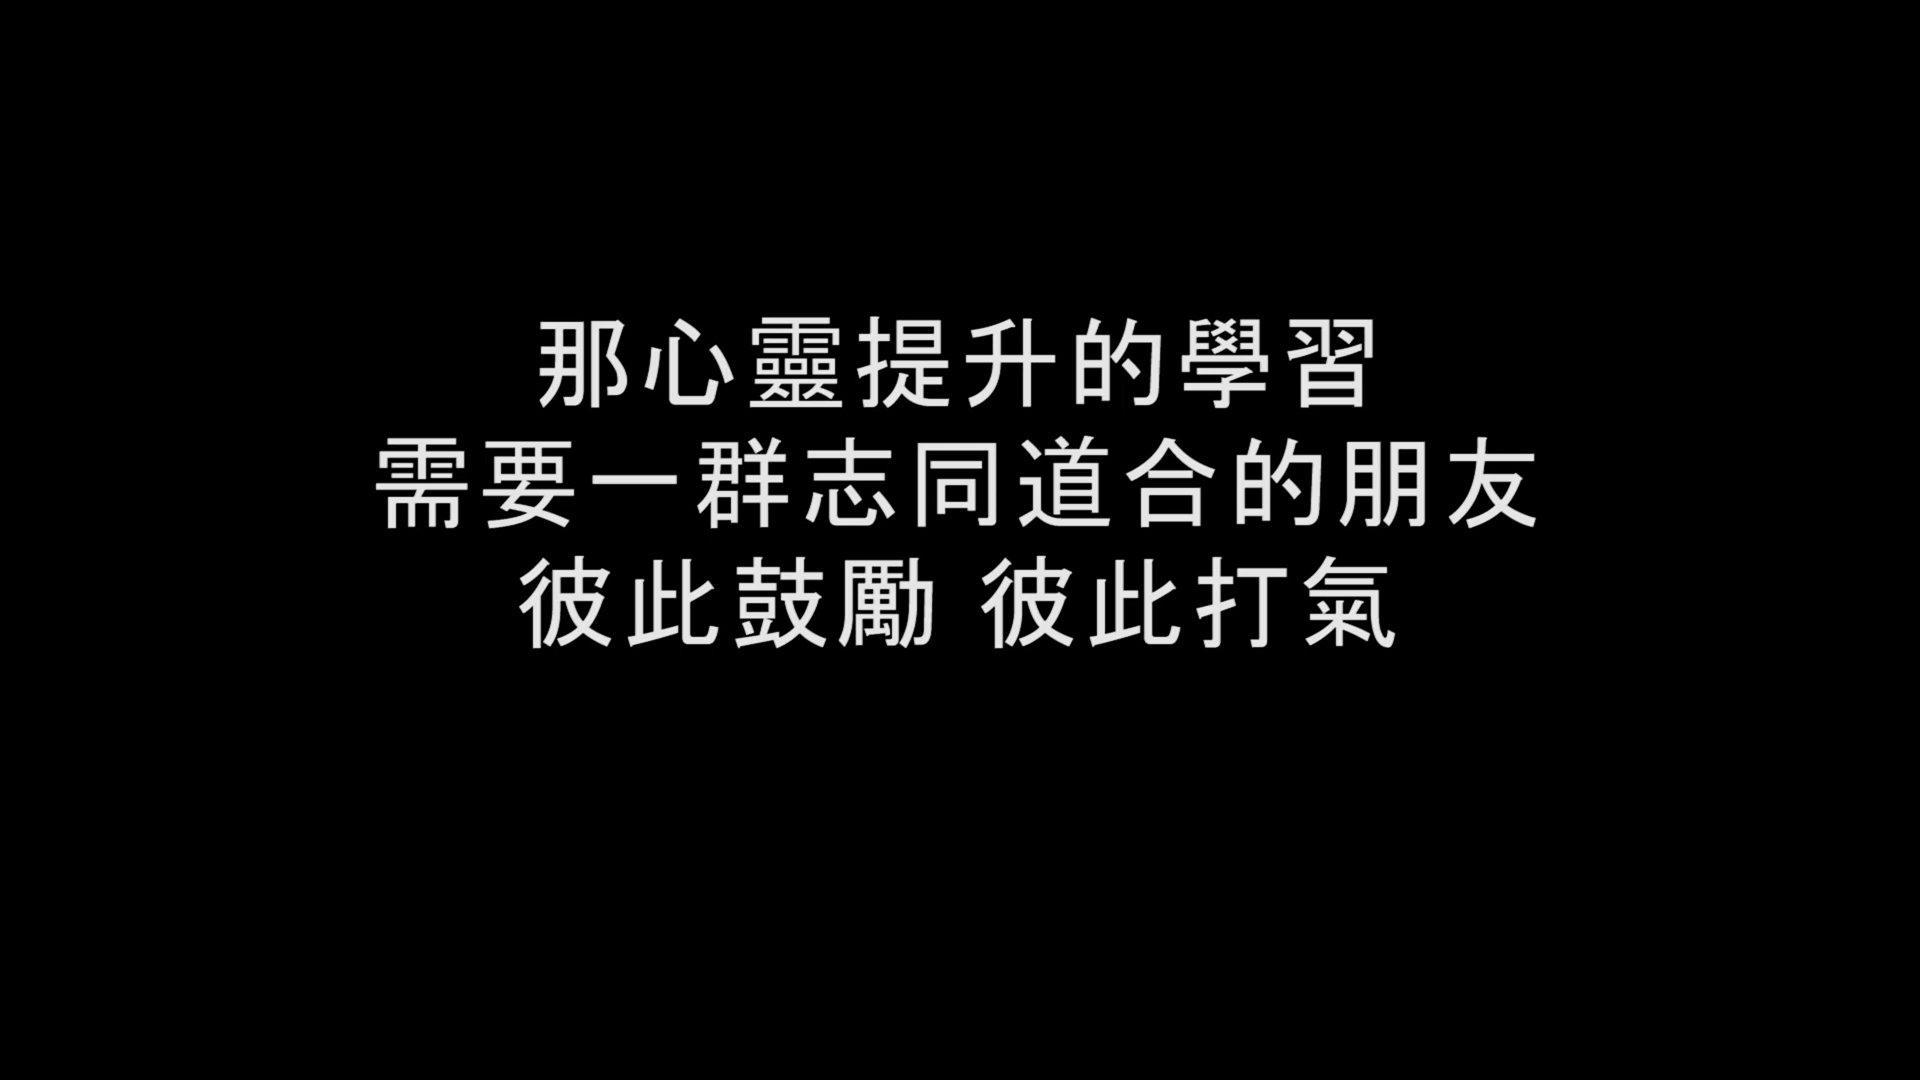 那心靈提升的學習
需要一群志同道合的朋友
彼此鼓勵 彼此打氣